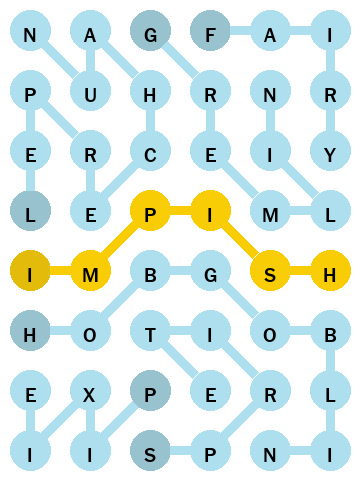 N A G F A I
P U H R N R
E R C E I Y
L E P I M L
I M B G S H
H O T I O B
E X P E R L
I I S P N I